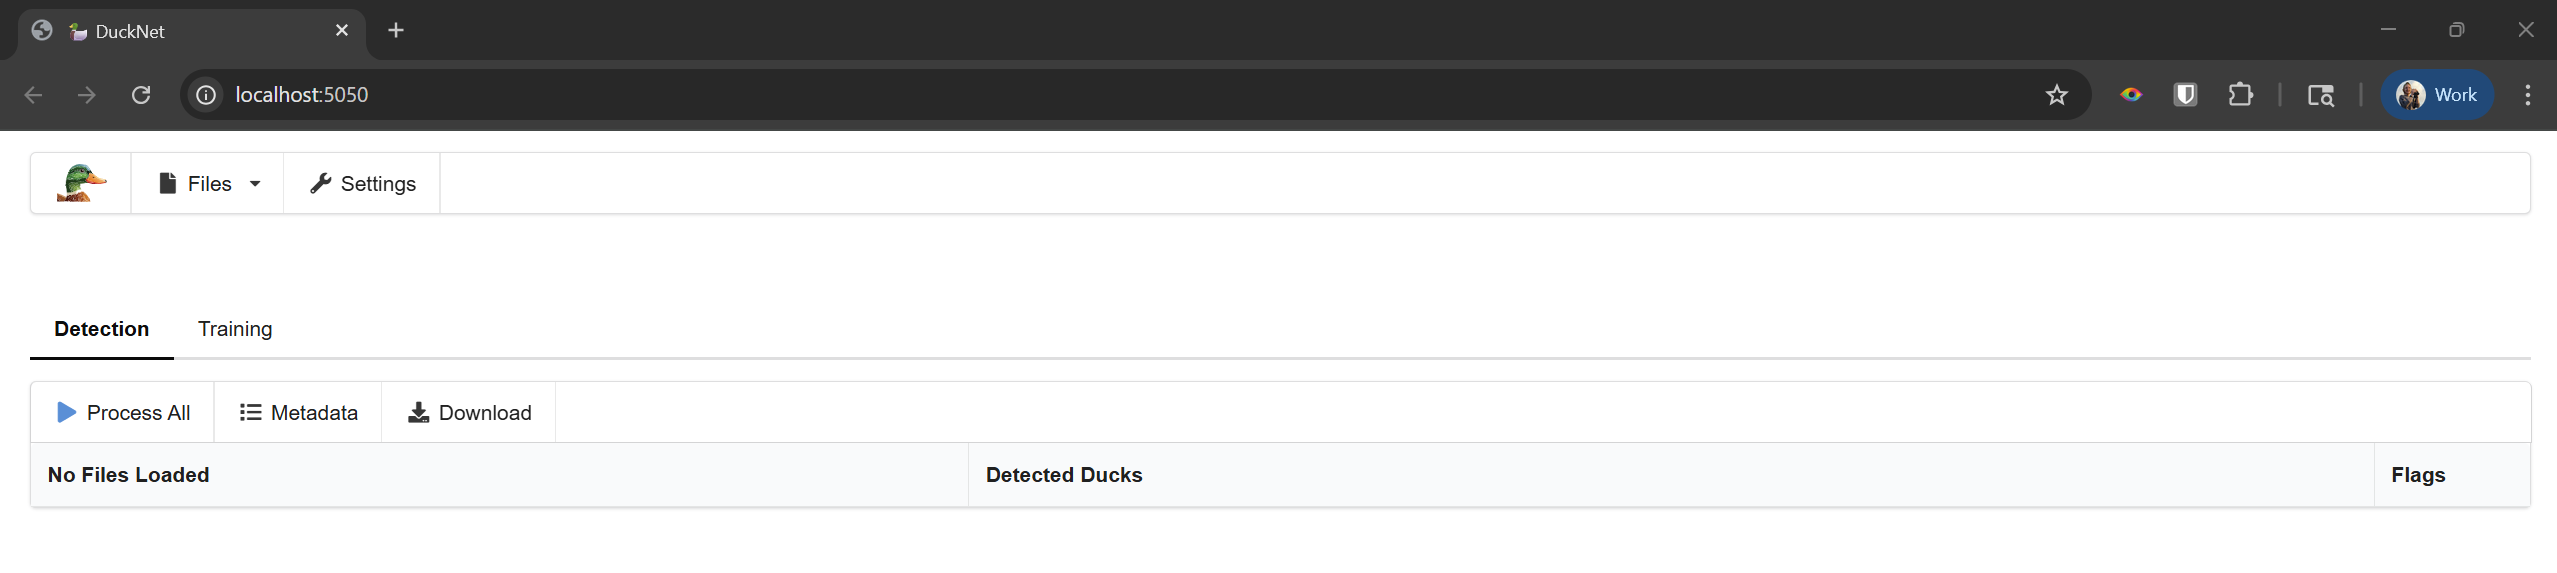 DuckNet
localhost:5050
Work
Files
Settings
Detection
Training
Process All
Metadata
Download
No Files Loaded
Detected Ducks
Flags